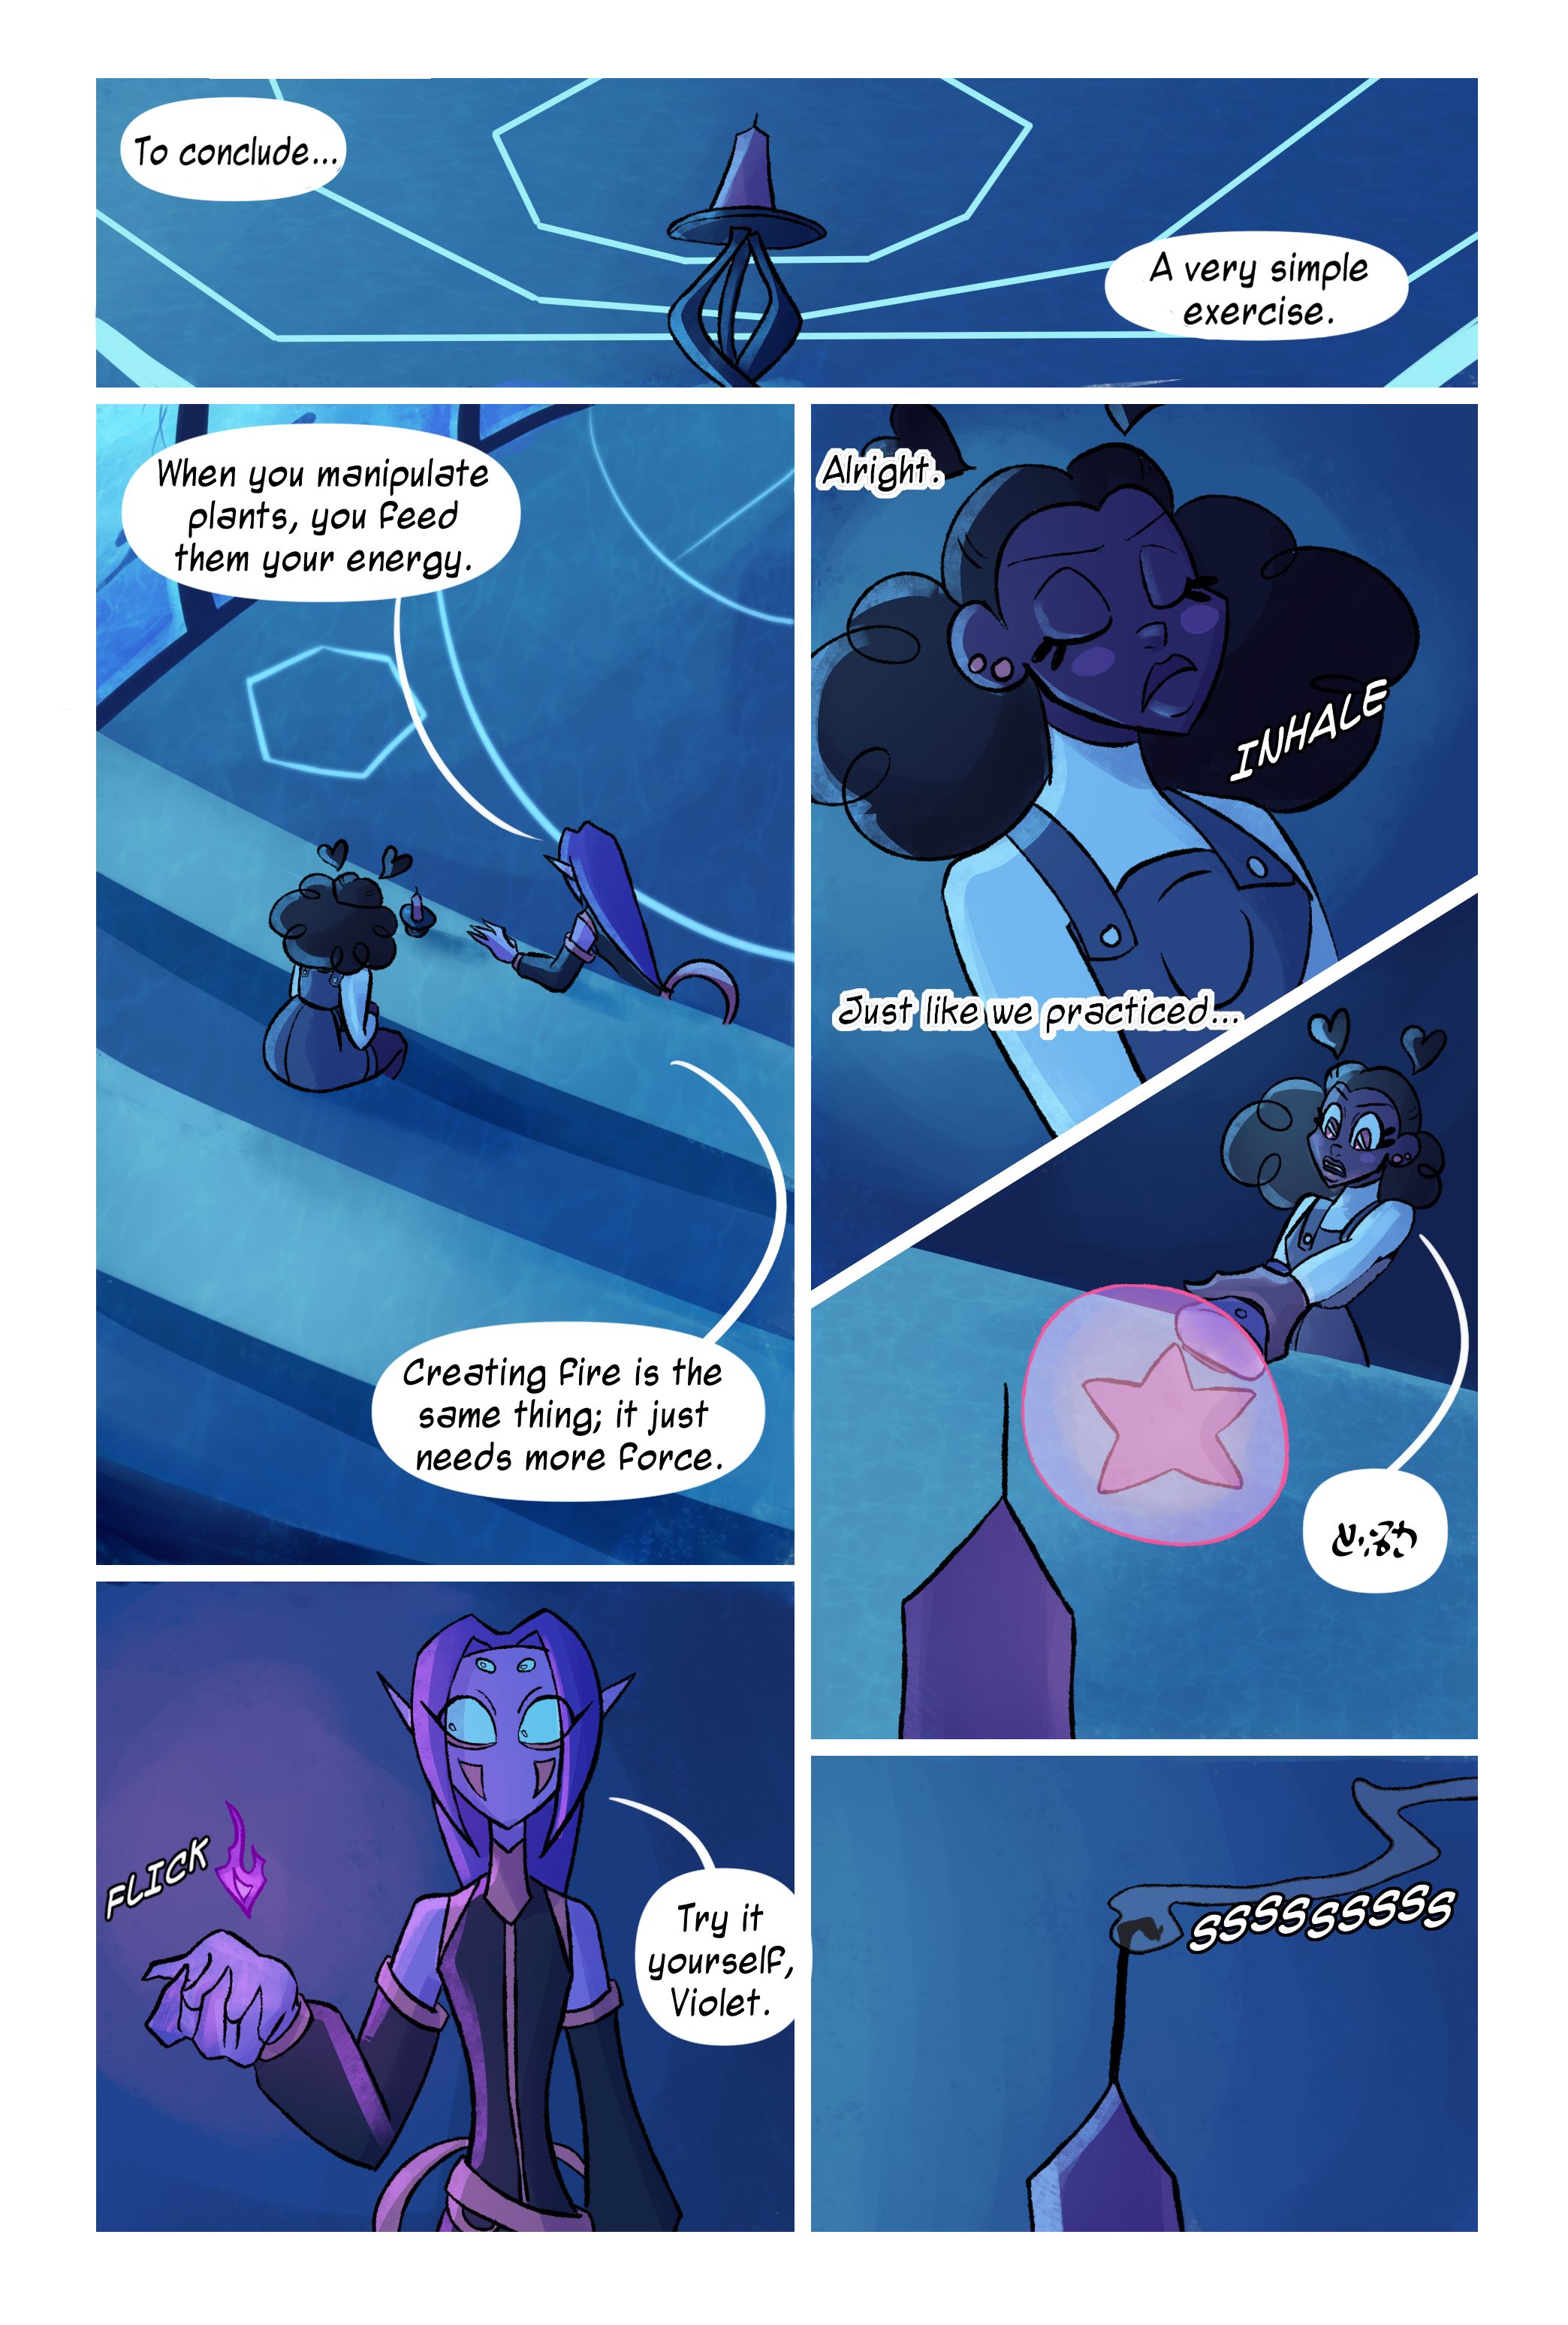 To conclude...
A very simple
exercise.
When you manipulate
plants, you feed
them your energy.
Creating fire is the
same thing; it just
needs more force.
FLICK
Try it
yourself,
Violet.
Alright.
INHALE
Just like we practiced...
SSSSSSSSS